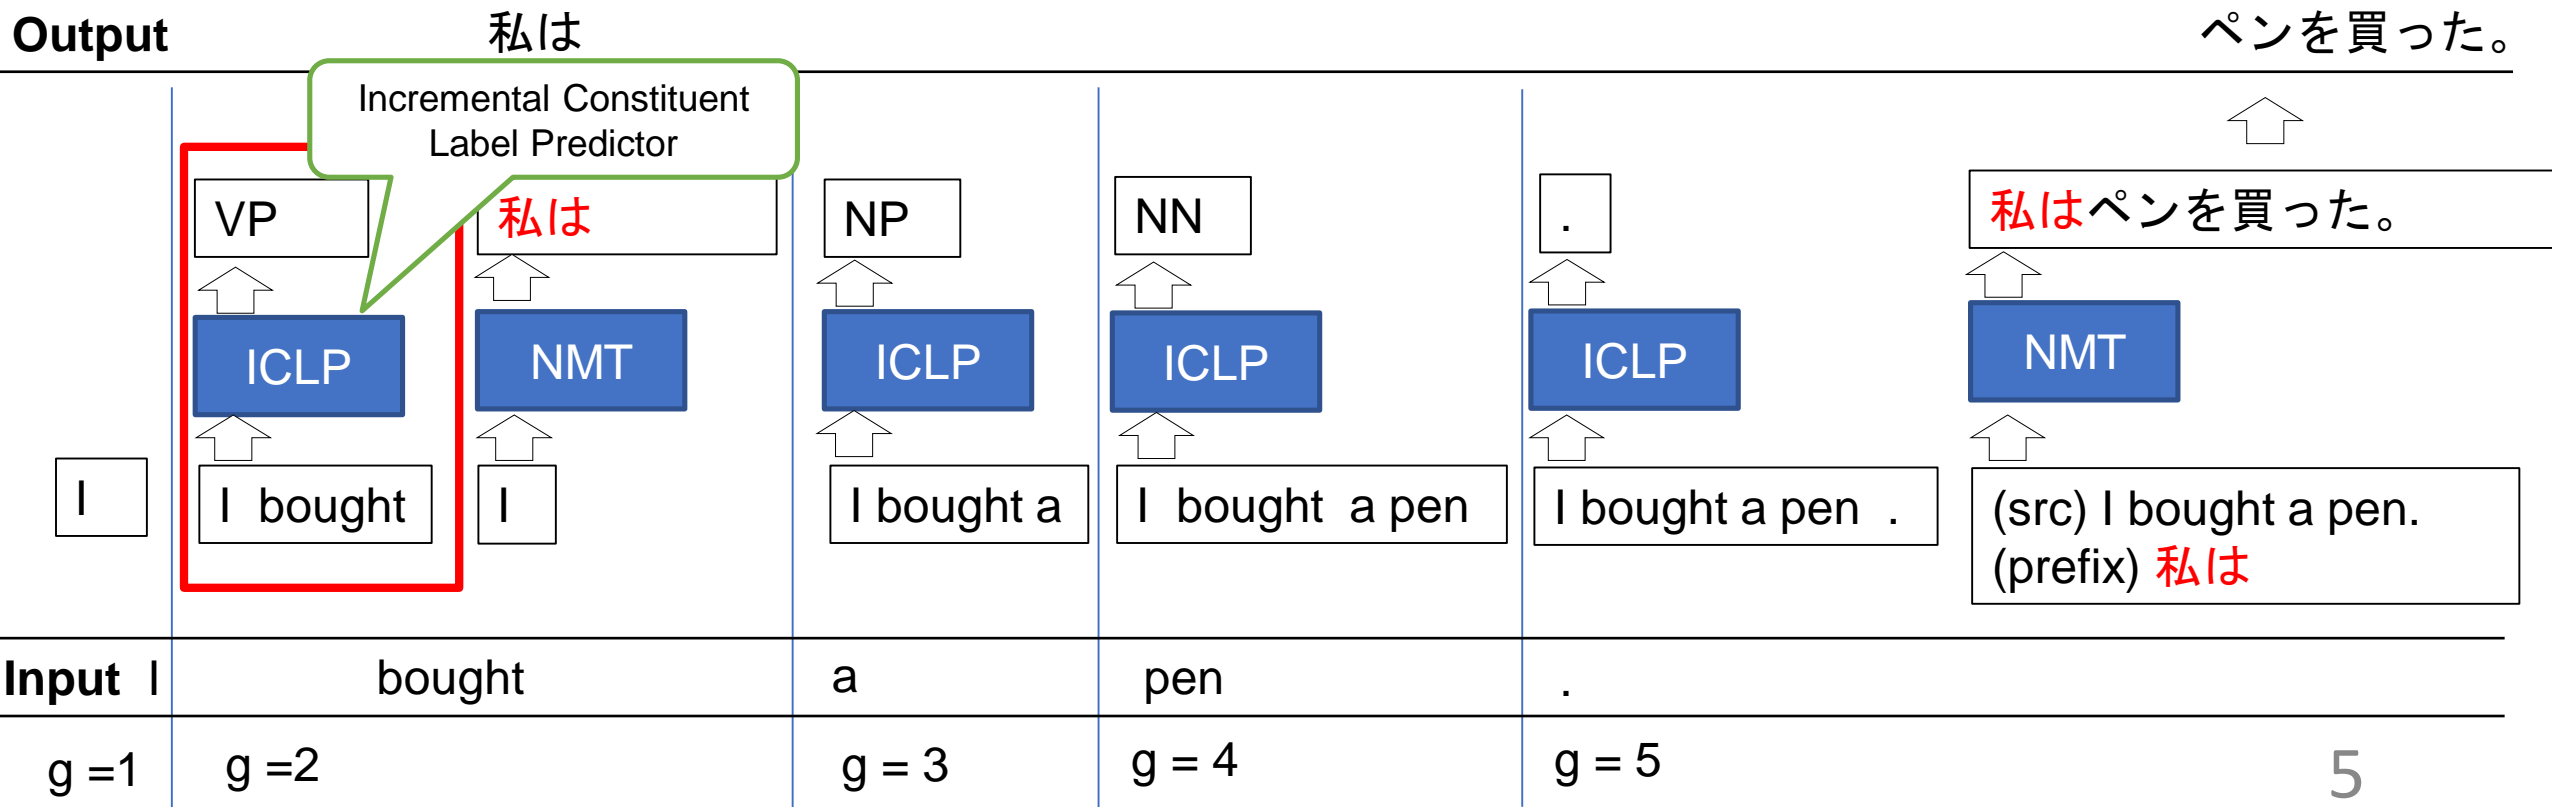 Output 私は ペンを買った。
Incremental Constituent
Label Predictor
VP 私は NP NN . 私はペンを買った。
ICLP NMT ICLP ICLP ICLP NMT
I I bought I I bought a I bought a pen I bought a pen . (src) I bought a pen.
(prefix) 私は
Input I bought a pen .
g =1 g =2 g = 3 g = 4 g = 5
5